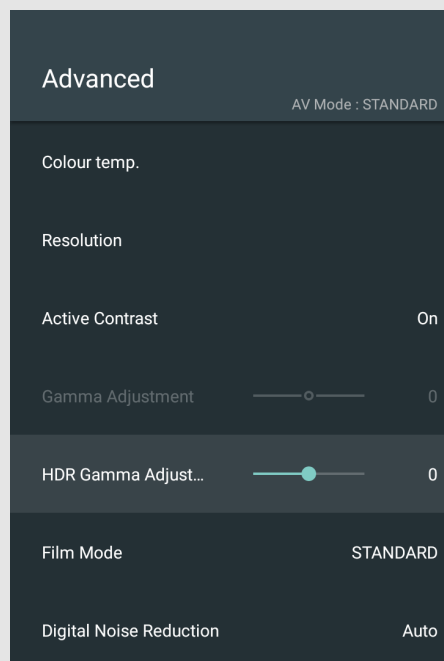 Advanced
AV Mode : STANDARD
Colour temp.
Resolution
Active Contrast On
Gamma Adjustment 0
HDR Gamma Adjust... 0
Film Mode STANDARD
Digital Noise Reduction Auto